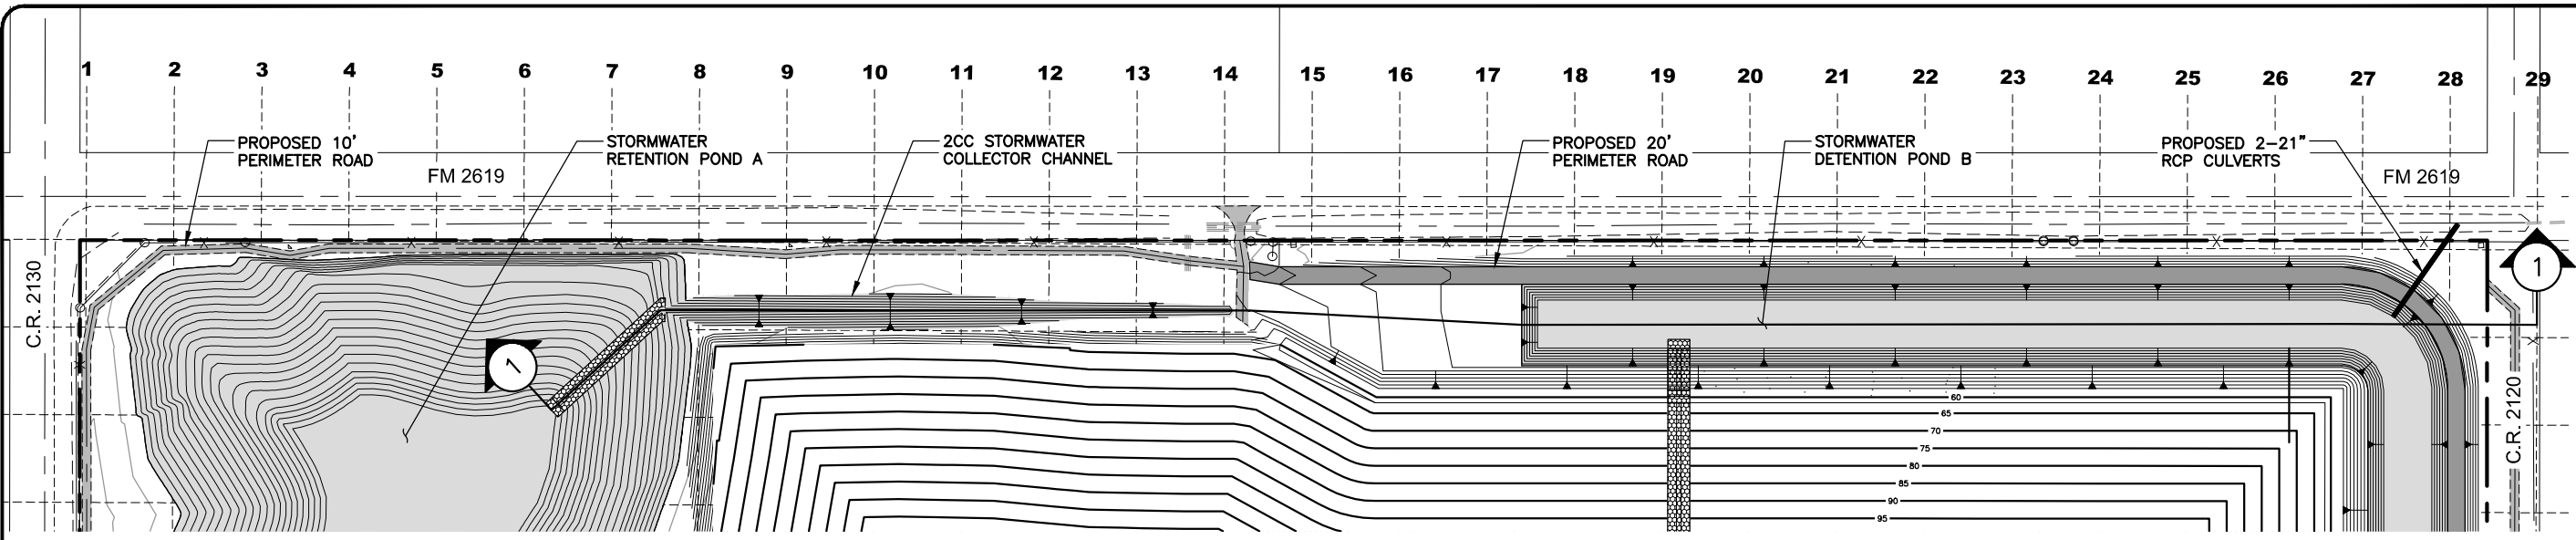 1 2 3 4 5 6 7 8 9 10 11 12 13 14 15 16 17 18 19 20 21 22 23 24 25 26 27 28 29
PROPOSED 10'
PERIMETER ROAD
STORMWATER
RETENTION POND A
2CC STORMWATER
COLLECTOR CHANNEL
PROPOSED 20'
PERIMETER ROAD
STORMWATER
DETENTION POND B
PROPOSED 2-21"
RCP CULVERTS
FM 2619
FM 2619
C.R. 2130
1
1
C.R. 2120
60
65
70
75
80
85
90
95